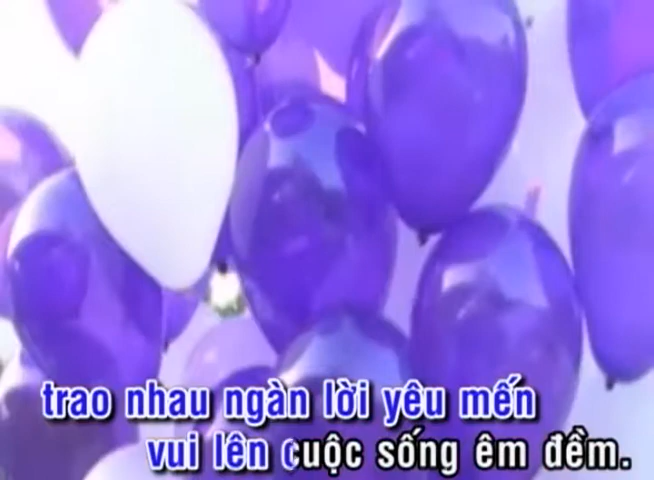 trao nhau ngàn lời yêu mến
vui lên cuộc sống êm đềm.